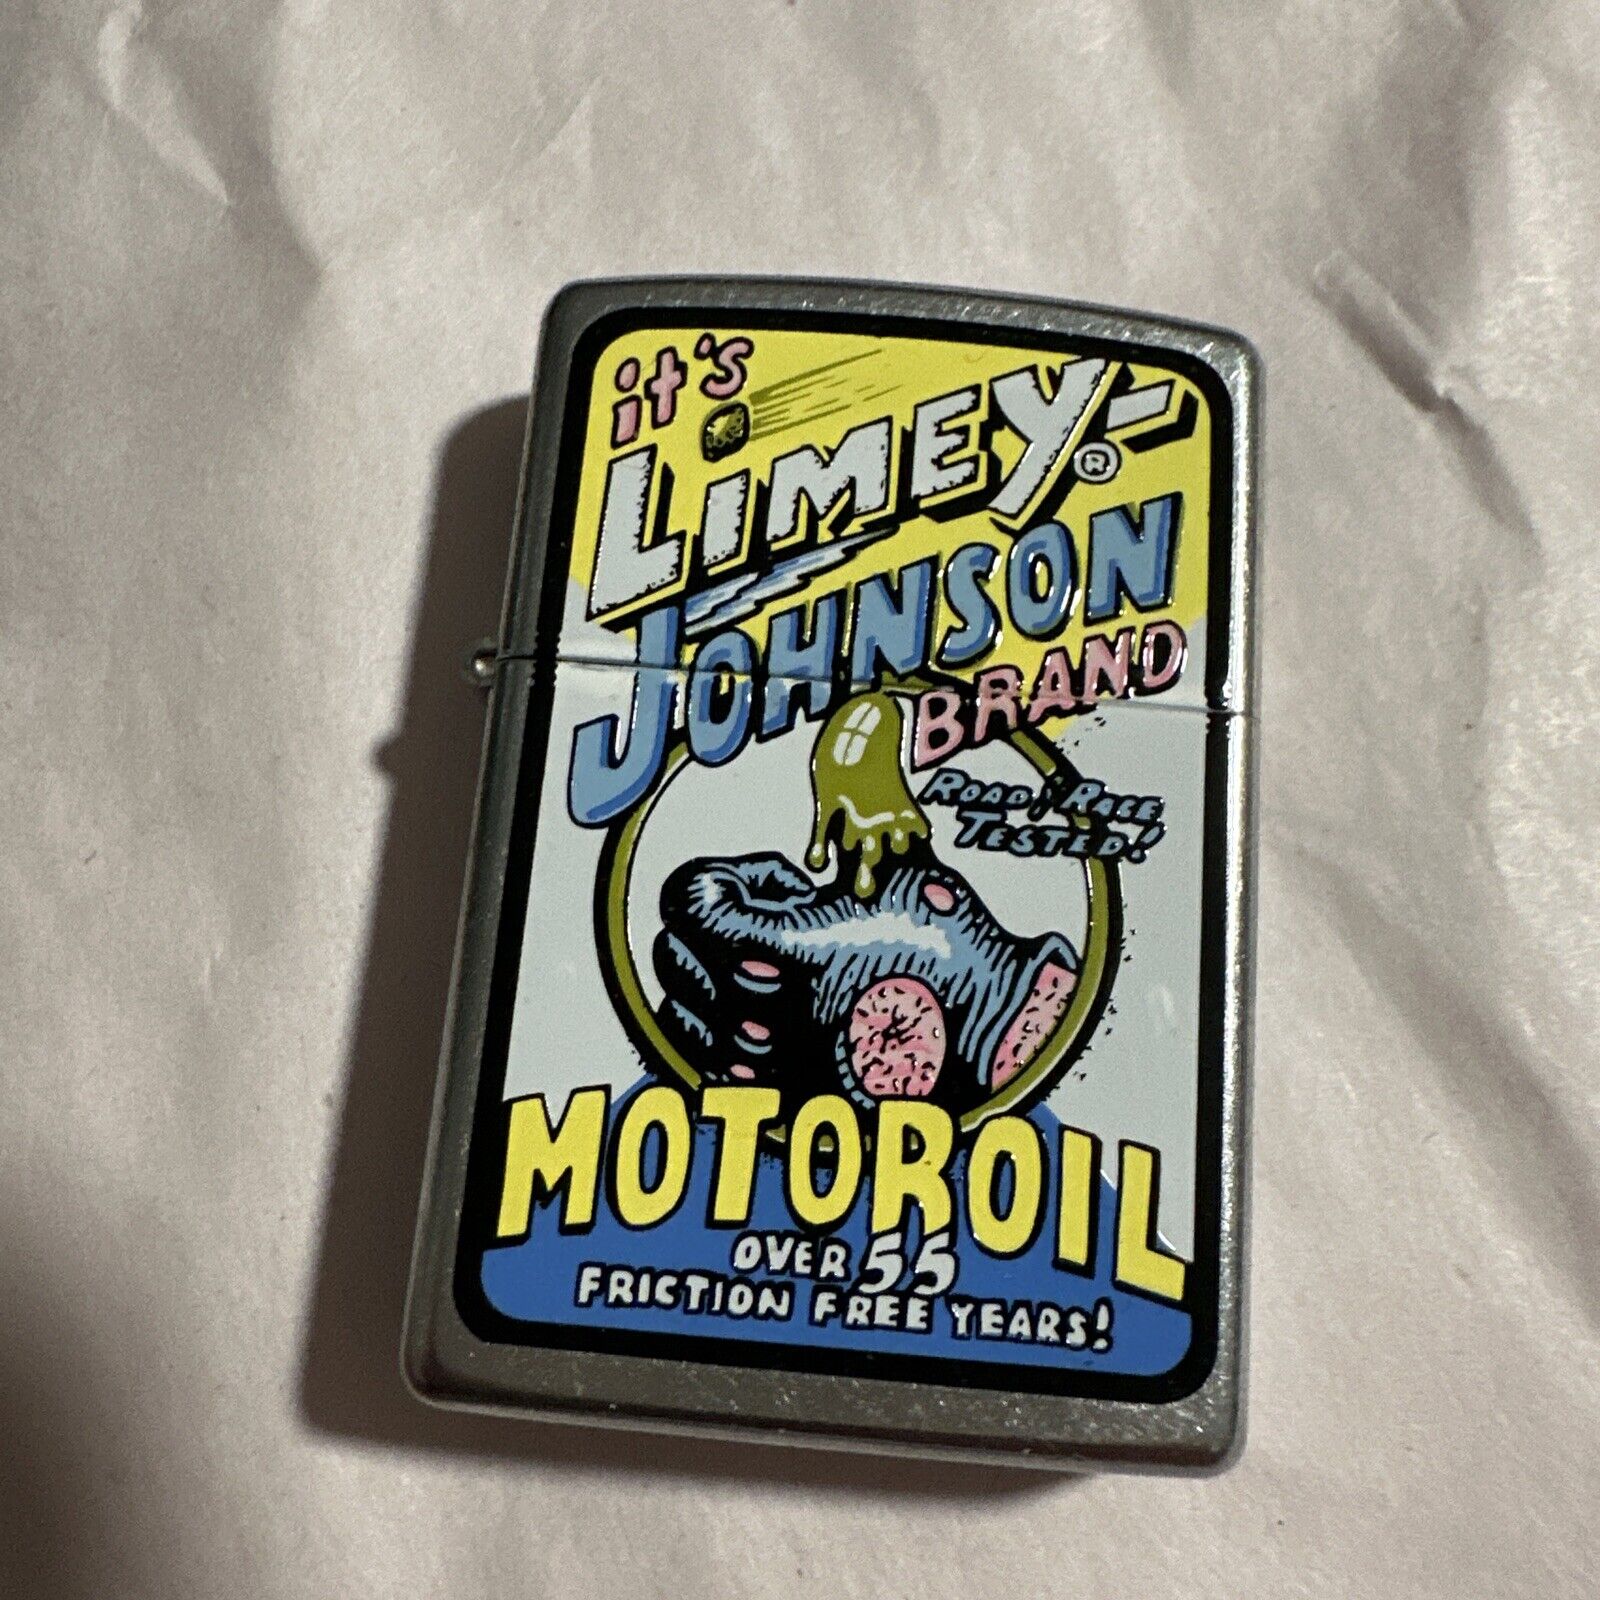 it's
LiMEY-®
JOHNSON
BRAND
ROAD & RACE
TESTED!
MOTOROIL
OVER 55
FRICTION FREE YEARS!